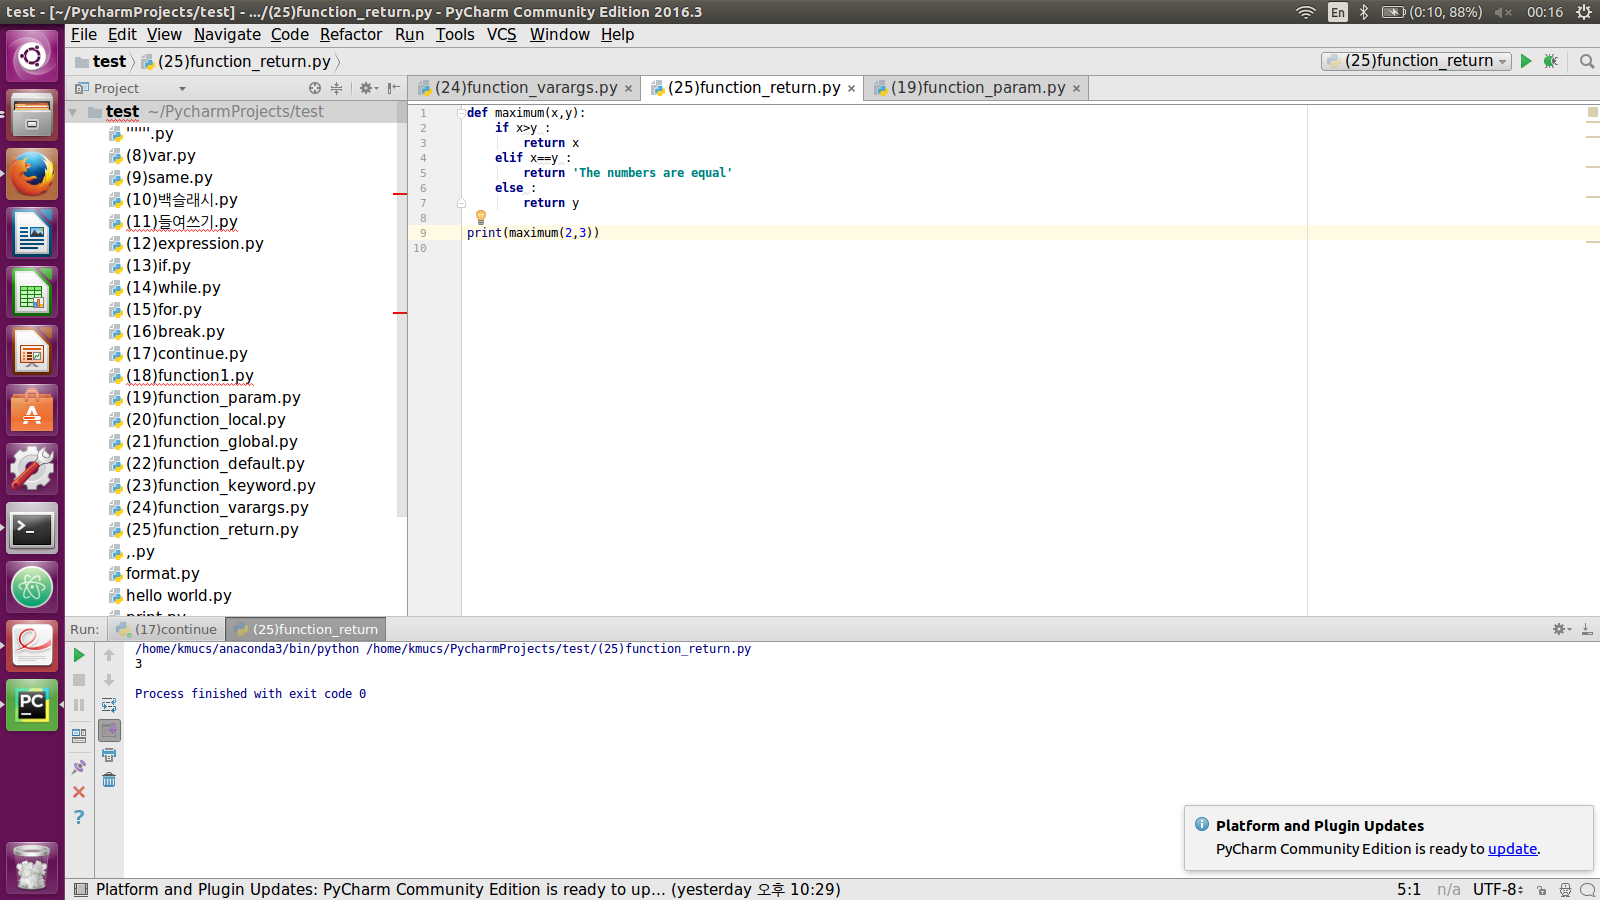 test - [~/PycharmProjects/test] - .../(25)function_return.py - PyCharm Community Edition 2016.3
En (0:10, 88%) 00:16
File Edit View Navigate Code Refactor Run Tools VCS Window Help
test (25)function_return.py
(25)function_return
Project
(24)function_varargs.py × (25)function_return.py × (19)function_param.py ×
test ~/PycharmProjects/test
"""".py
(8)var.py
(9)same.py
(10)백슬래시.py
(11)들여쓰기.py
(12)expression.py
(13)if.py
(14)while.py
(15)for.py
(16)break.py
(17)continue.py
(18)function1.py
(19)function_param.py
(20)function_local.py
(21)function_global.py
(22)function_default.py
(23)function_keyword.py
(24)function_varargs.py
(25)function_return.py
,.py
format.py
hello world.py
print.py
1 def maximum(x,y):
2 if x>y :
3 return x
4 elif x==y :
5 return 'The numbers are equal'
6 else :
7 return y
8
9 print(maximum(2,3))
10
Run: (17)continue (25)function_return
/home/kmucs/anaconda3/bin/python /home/kmucs/PycharmProjects/test/(25)function_return.py
3
Process finished with exit code 0
Platform and Plugin Updates
PyCharm Community Edition is ready to update.
Platform and Plugin Updates: PyCharm Community Edition is ready to up... (yesterday 오후 10:29)
5:1 n/a UTF-8
PC